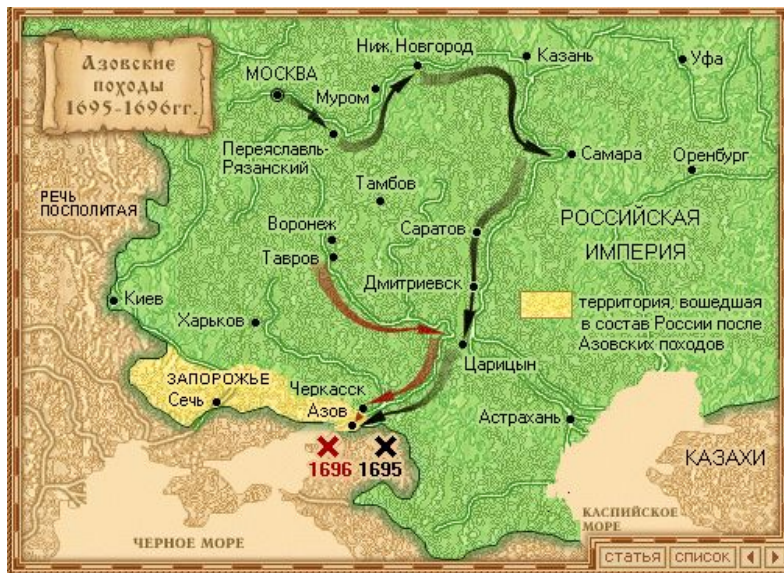 Азовские
походы
1695-1696гг.
МОСКВА
Ниж. Новгород
Казань
Уфа
Муром
Переяславль-
Рязанский
Самара
Оренбург
Тамбов
РЕЧЬ
ПОСПОЛИТАЯ
Воронеж
Тавров
Саратов
РОССИЙСКАЯ
ИМПЕРИЯ
Дмитриевск
Киев
Харьков
территория, вошедшая
в состав России после
Азовских походов
Царицын
ЗАПОРОЖЬЕ
Сечь
Черкасск
Азов
Астрахань
1696
1695
КАЗАХИ
КАСПИЙСКОЕ
МОРЕ
ЧЕРНОЕ МОРЕ
статья
список